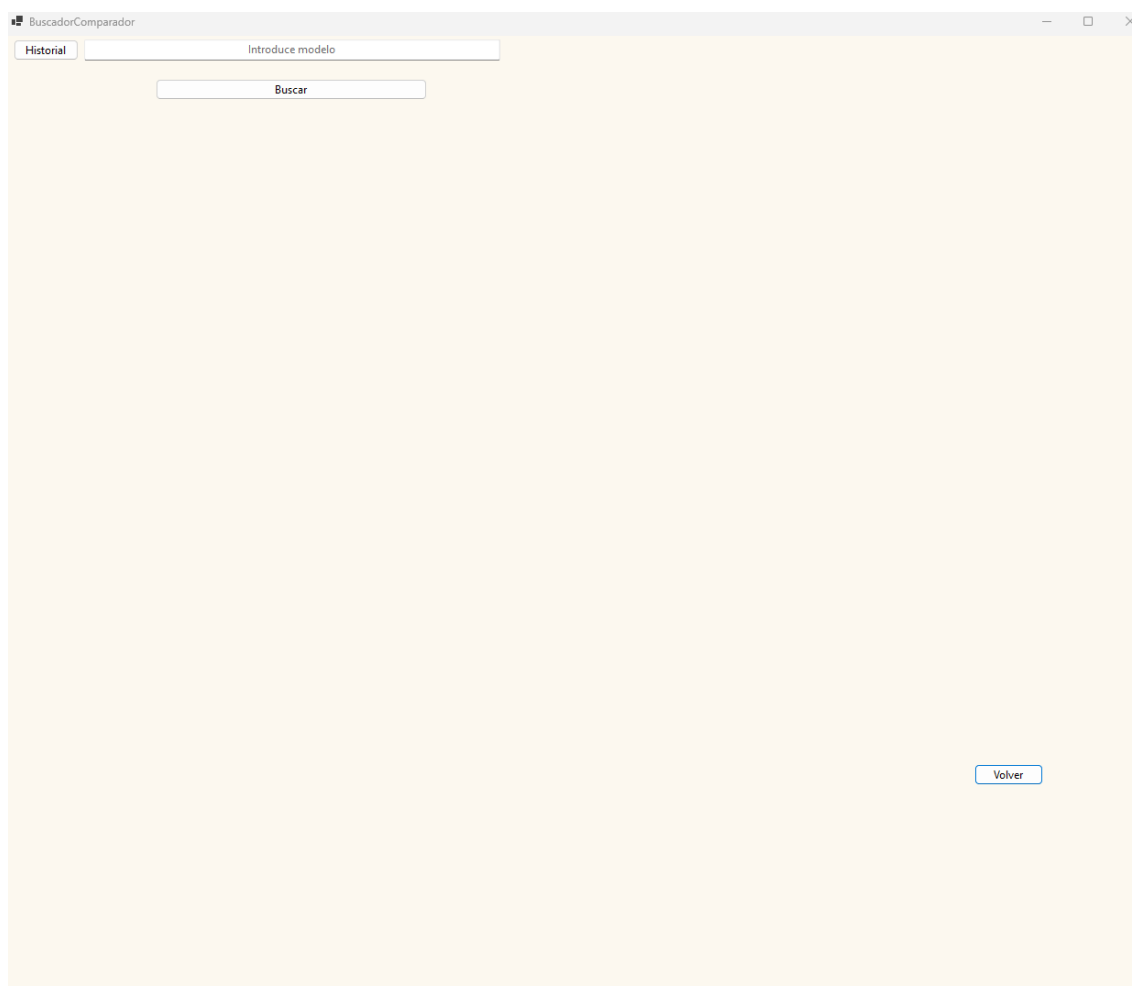 BuscadorComparador
Historial
Introduce modelo
Buscar
Volver